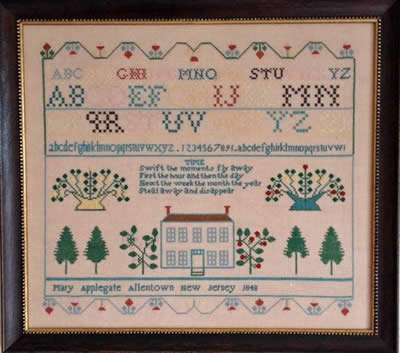 ABC GHI MNO STU YZ
AB EF IJ MN
QR UV YZ
abcdefghijklmnopqrstuvwxyz.1234567891.abcdefghijklmnopqrstuvwx
TIME
Swift the moments fly away
First the hour and then the day
Next the week the month the year
Steal away and disappear
Mary Applegate Allentown New Jersey 1848